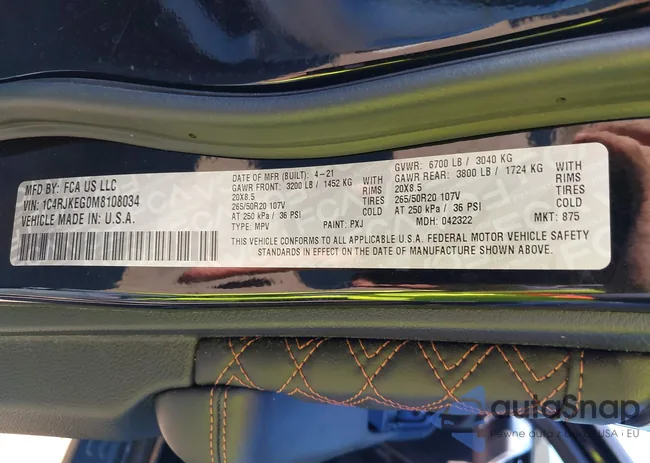 MFD BY: FCA US LLC
VIN: 1C4RJKEG0M8108034
VEHICLE MADE IN U.S.A.
DATE OF MFR (BUILT): 4-21
GAWR FRONT: 3200 LB / 1452 KG
20X8.5
265/50R20 107V
AT 250 kPa / 36 PSI
TYPE: MPV PAINT: PXJ
WITH
RIMS
TIRES
COLD
GVWR: 6700 LB / 3040 KG
GAWR REAR: 3800 LB / 1724 KG
20X8.5
265/50R20 107V
AT 250 kPa / 36 PSI
MDH: 042322 MKT: 875
WITH
RIMS
TIRES
COLD
THIS VEHICLE CONFORMS TO ALL APPLICABLE U.S.A. FEDERAL MOTOR VEHICLE SAFETY
STANDARDS IN EFFECT ON THE DATE OF MANUFACTURE SHOWN ABOVE.
autoSnap
pewne auta z USA i EU